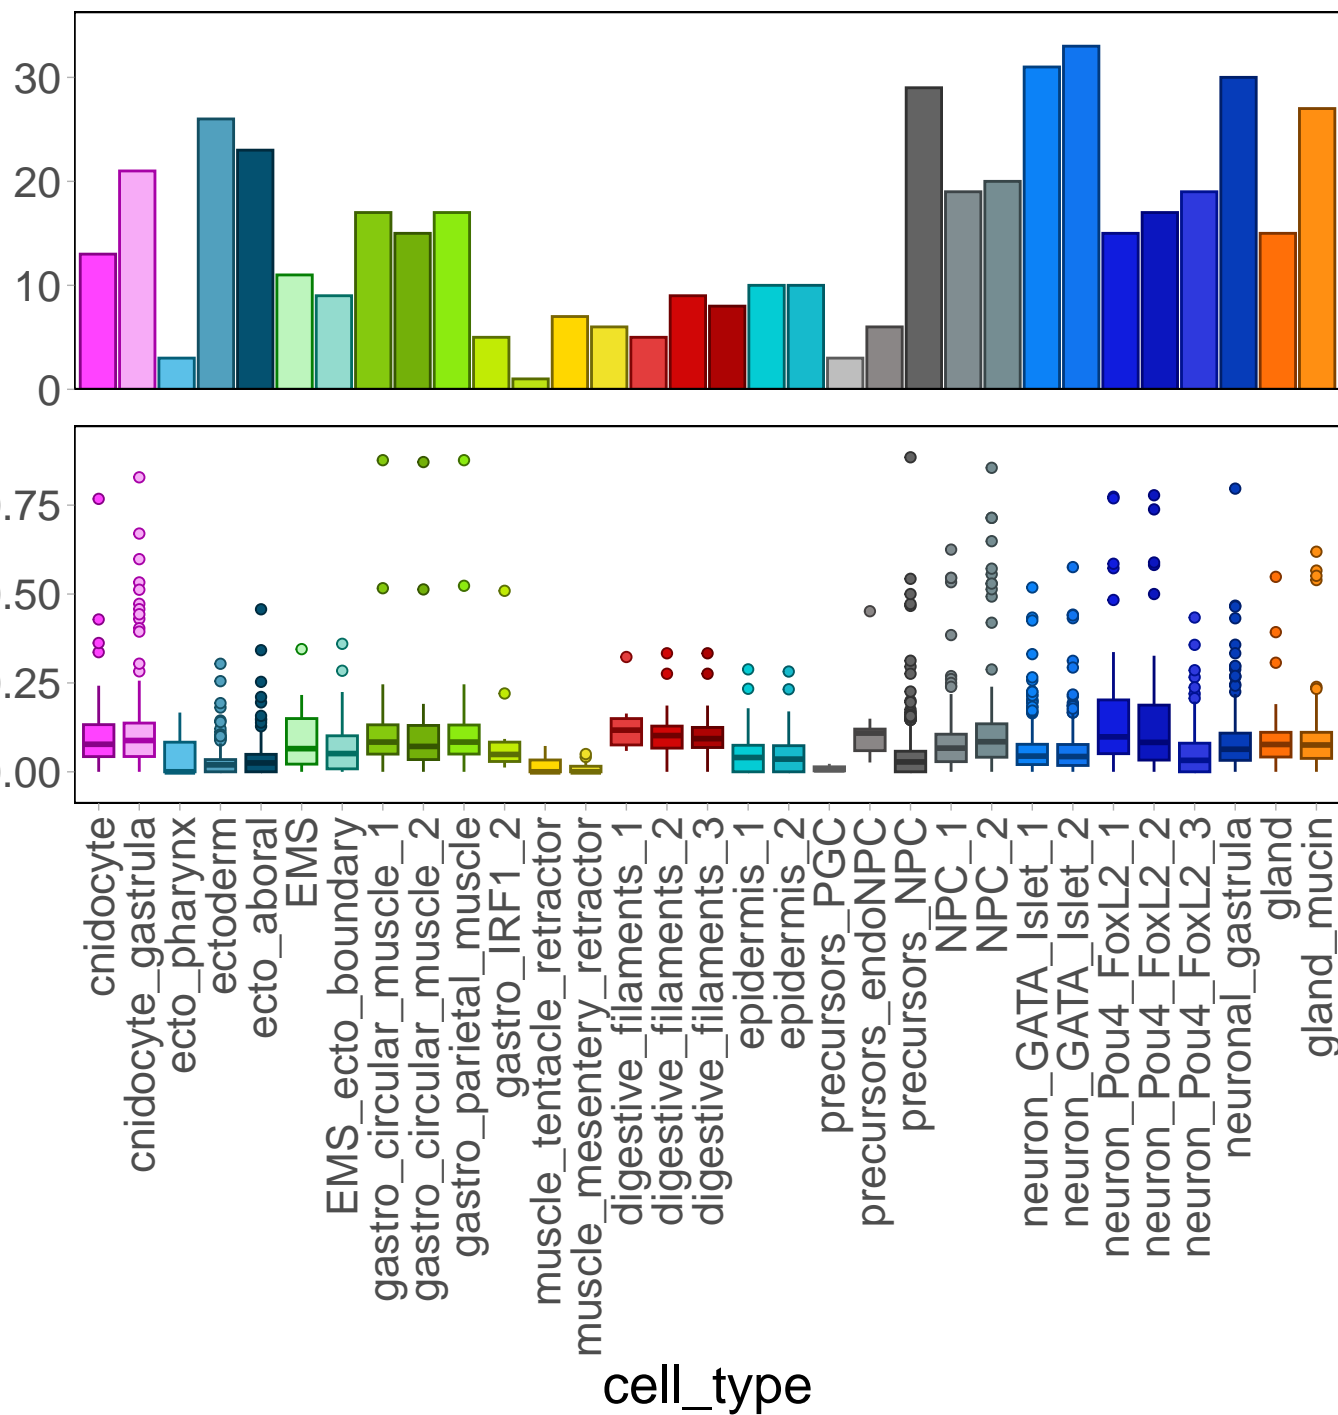 30
20
10
0
.75
.50
.25
.00
cnidocyte
cnidocyte_gastrula
ecto_pharynx
ectoderm
ecto_aboral
EMS
EMS_ecto_boundary
gastro_circular_muscle_1
gastro_circular_muscle_2
gastro_parietal_muscle
gastro_IRF1_2
muscle_tentacle_retractor
muscle_mesentery_retractor
digestive_filaments_1
digestive_filaments_2
digestive_filaments_3
epidermis_1
epidermis_2
precursors_PGC
precursors_endoNPC
precursors_NPC
NPC_1
NPC_2
neuron_GATA_Islet_1
neuron_GATA_Islet_2
neuron_Pou4_FoxL2_1
neuron_Pou4_FoxL2_2
neuron_Pou4_FoxL2_3
neuronal_gastrula
gland
gland_mucin
cell_type